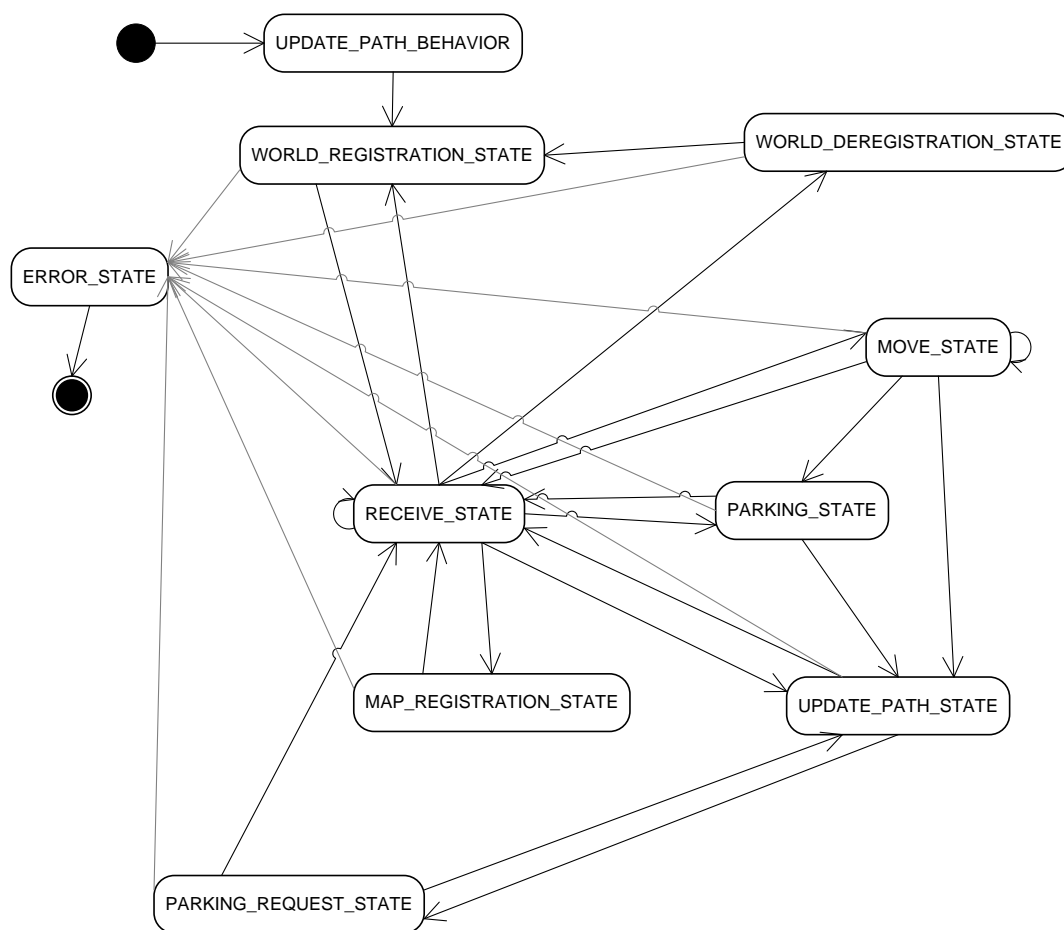 UPDATE_PATH_BEHAVIOR
WORLD_REGISTRATION_STATE
WORLD_DEREGISTRATION_STATE
ERROR_STATE
MOVE_STATE
RECEIVE_STATE
PARKING_STATE
MAP_REGISTRATION_STATE
UPDATE_PATH_STATE
PARKING_REQUEST_STATE